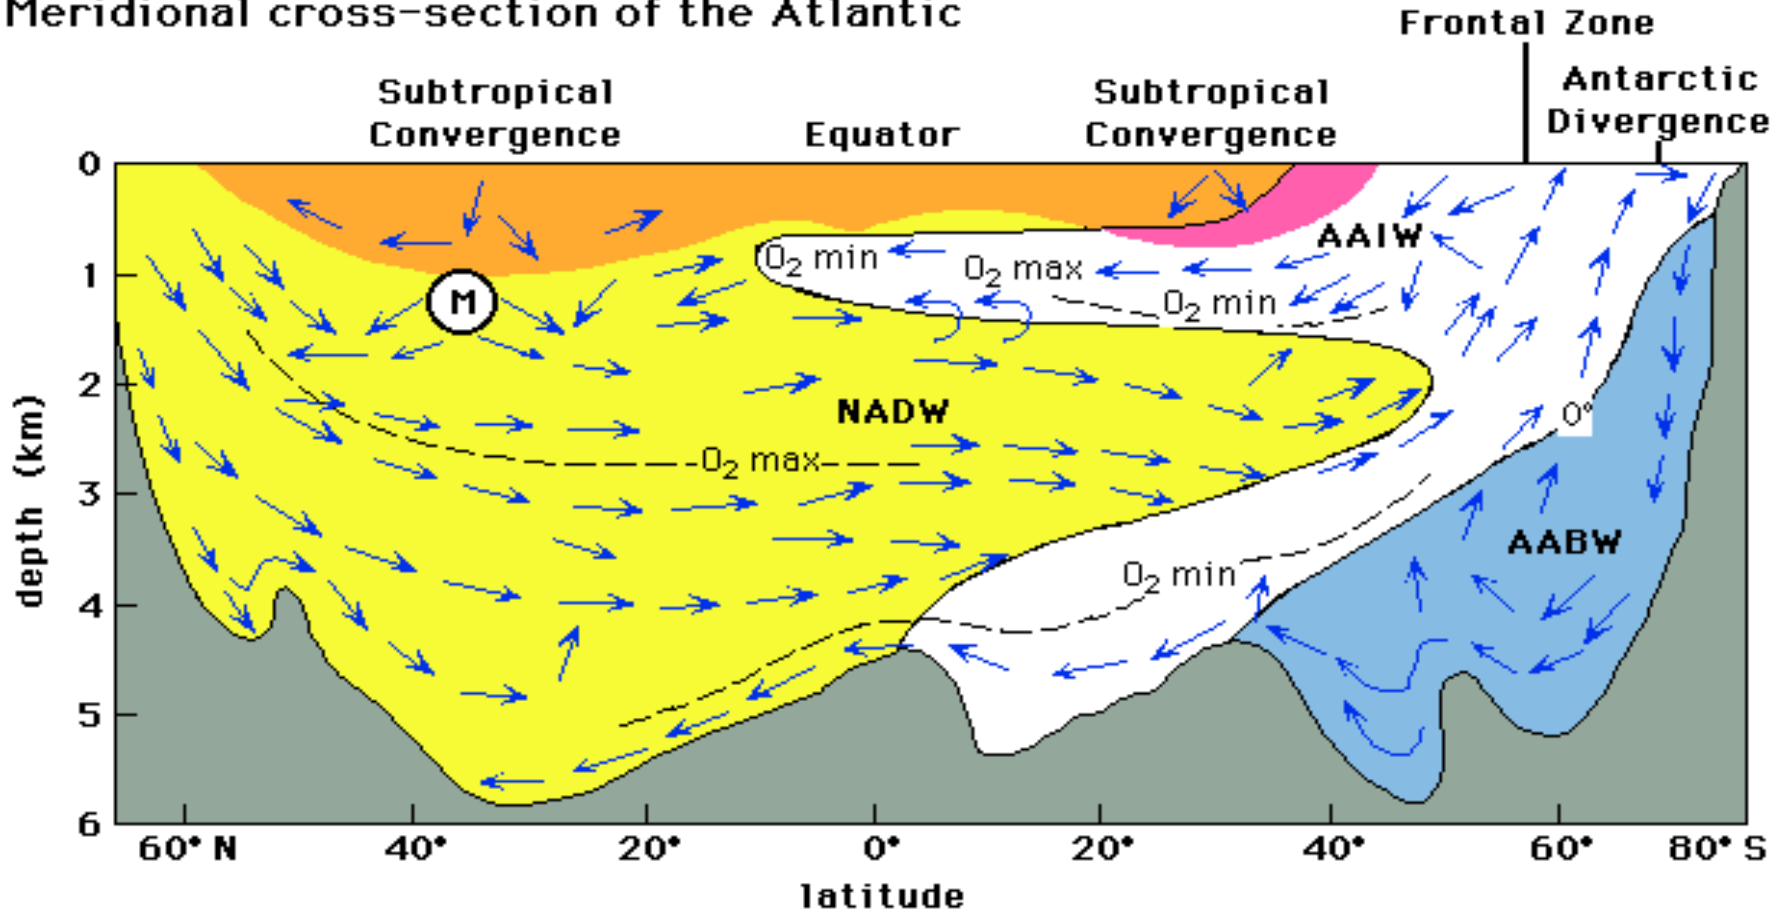 Meridional cross-section of the Atlantic
Frontal Zone
Subtropical
Convergence
Equator
Subtropical
Convergence
Antarctic
Divergence
0
1
2
3
4
5
6
depth (km)
M
O2 min
O2 max
AAIW
O2 min
NADW
0°
O2 max
AABW
O2 min
60° N
40°
20°
0°
20°
40°
60°
80° S
latitude